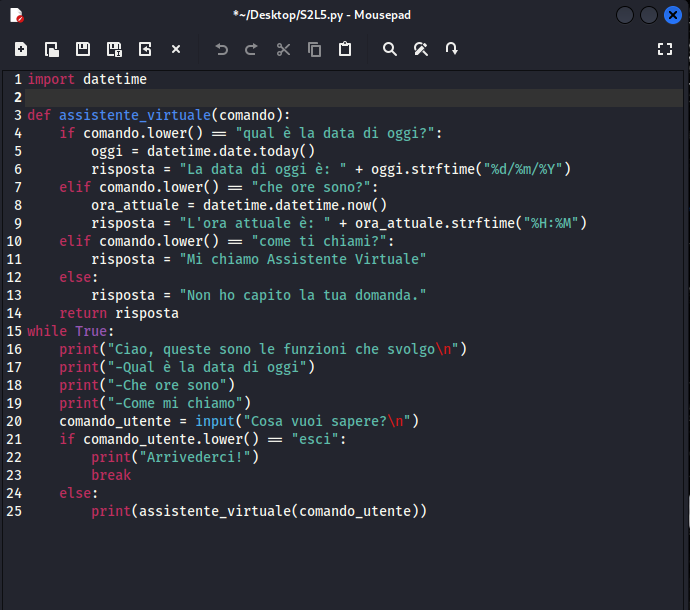 *~/Desktop/S2L5.py - Mousepad
1 import datetime
2
3 def assistente_virtuale(comando):
4     if comando.lower() == "qual è la data di oggi?":
5         oggi = datetime.date.today()
6         risposta = "La data di oggi è: " + oggi.strftime("%d/%m/%Y")
7     elif comando.lower() == "che ore sono?":
8         ora_attuale = datetime.datetime.now()
9         risposta = "L'ora attuale è: " + ora_attuale.strftime("%H:%M")
10     elif comando.lower() == "come ti chiami?":
11         risposta = "Mi chiamo Assistente Virtuale"
12     else:
13         risposta = "Non ho capito la tua domanda."
14     return risposta
15 while True:
16     print("Ciao, queste sono le funzioni che svolgo\n")
17     print("-Qual è la data di oggi")
18     print("-Che ore sono")
19     print("-Come mi chiamo")
20     comando_utente = input("Cosa vuoi sapere?\n")
21     if comando_utente.lower() == "esci":
22         print("Arrivederci!")
23         break
24     else:
25         print(assistente_virtuale(comando_utente))